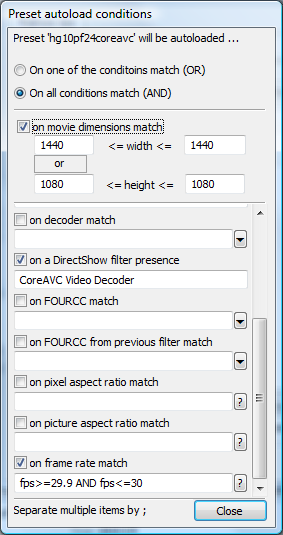 Preset autoload conditions
Preset 'hg10pf24coreavc' will be autoloaded ...
On one of the conditoins match (OR)
On all conditions match (AND)
on movie dimensions match
1440 <= width <= 1440
or
1080 <= height <= 1080
on decoder match
on a DirectShow filter presence
CoreAVC Video Decoder
on FOURCC match
on FOURCC from previous filter match
on pixel aspect ratio match
?
on picture aspect ratio match
?
on frame rate match
fps>=29.9 AND fps<=30 ?
Separate multiple items by ; Close